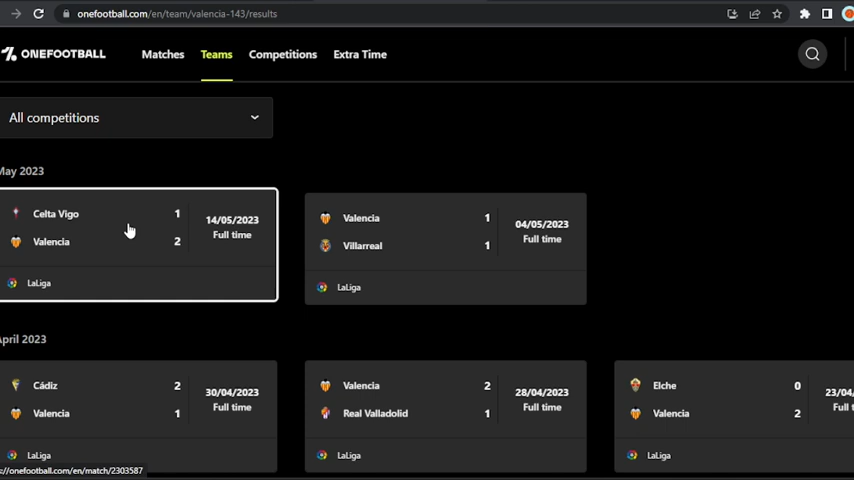 onefootball.com/en/team/valencia-143/results
ONEFOOTBALL Matches Teams Competitions Extra Time
All competitions
May 2023
Celta Vigo 1
Valencia 2
14/05/2023
Full time
LaLiga
Valencia 1
Villarreal 1
04/05/2023
Full time
LaLiga
April 2023
Cádiz 2
Valencia 1
30/04/2023
Full time
LaLiga
Valencia 2
Real Valladolid 1
28/04/2023
Full time
LaLiga
Elche 0
Valencia 2
23/04/
Full t
LaLiga
s://onefootball.com/en/match/2303587